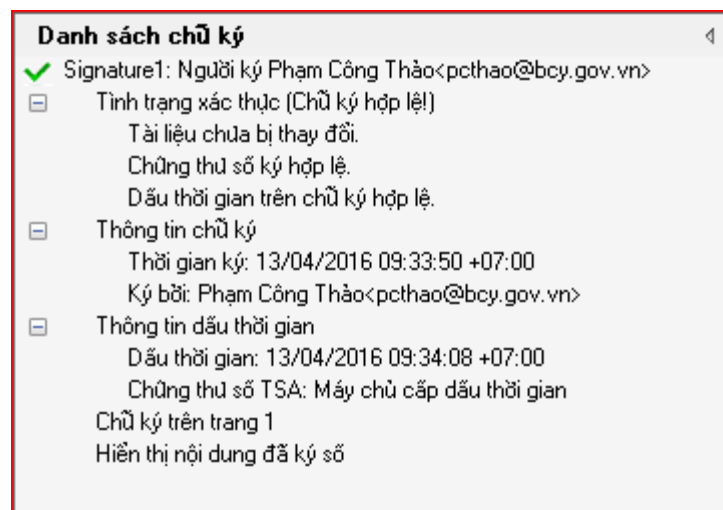 Danh sách chữ ký
Signature1: Người ký Phạm Công Thảo<pcthao@bcy.gov.vn>
Tình trạng xác thực (Chữ ký hợp lệ!)
Tài liệu chưa bị thay đổi.
Chứng thư số ký hợp lệ.
Dấu thời gian trên chữ ký hợp lệ.
Thông tin chữ ký
Thời gian ký: 13/04/2016 09:33:50 +07:00
Ký bởi: Phạm Công Thảo<pcthao@bcy.gov.vn>
Thông tin dấu thời gian
Dấu thời gian: 13/04/2016 09:34:08 +07:00
Chứng thư số TSA: Máy chủ cấp dấu thời gian
Chữ ký trên trang 1
Hiển thị nội dung đã ký số